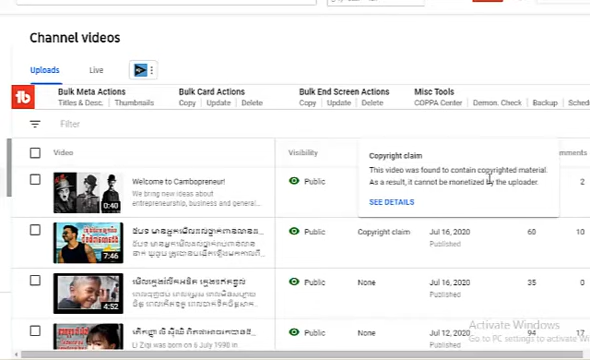 Channel videos
Uploads
Live
Bulk Meta Actions
Titles & Desc. Thumbnails
Bulk Card Actions
Copy Update Delete
Bulk End Screen Actions
Copy Update Delete
Misc Tools
COPPA Center Demon. Check Backup Sched
Filter
Video
Visibility
mments
Copyright claim
This video was found to contain copyrighted material.
As a result, it cannot be monetized by the uploader.
SEE DETAILS
0:40
Welcome to Cambopreneur!
We bring new ideas about
entrepreneurship, business and general...
Public
2
7:46
Public
Copyright claim
Jul 16, 2020
Published
60
10
4:52
Public
None
Jul 16, 2020
Published
35
0
Li Ziqi was born on 6 July 1990 in
Public
None
Jul 12, 2020
Published
94
17
Activate Windows
Go to PC settings to activate Wi